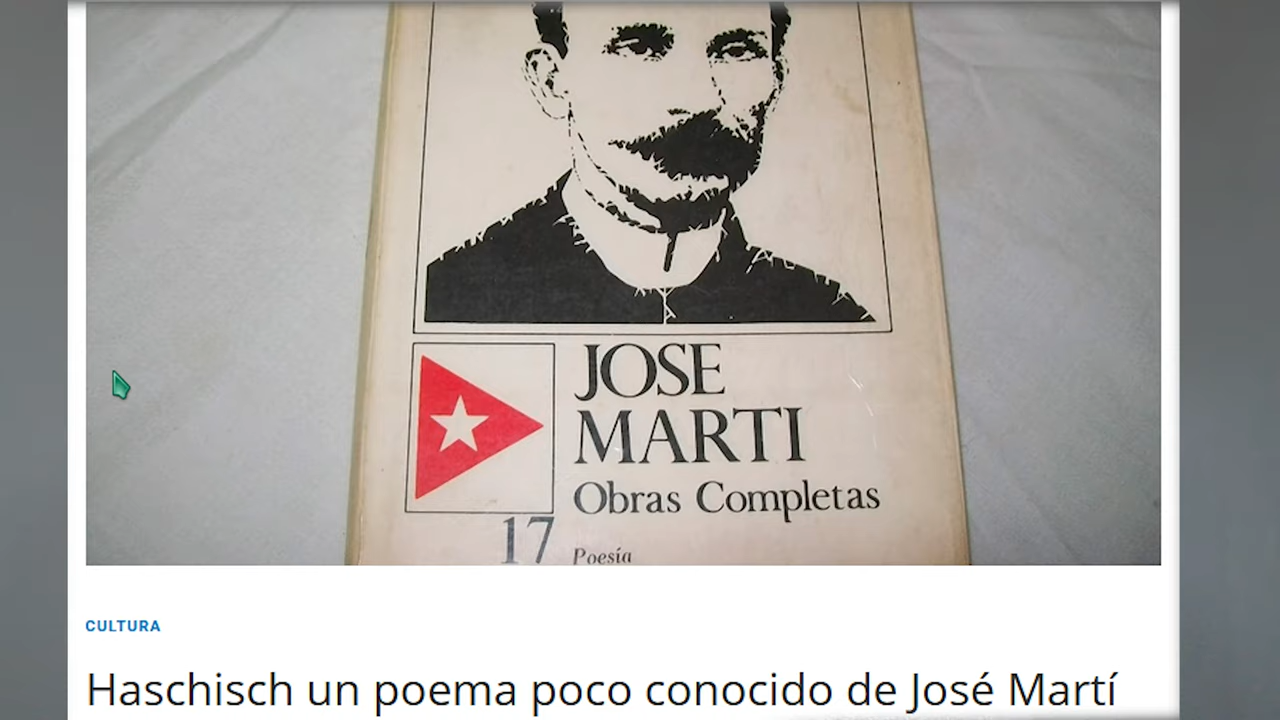 JOSE
MARTI
Obras Completas
17
Poesía
CULTURA
Haschisch un poema poco conocido de José Martí